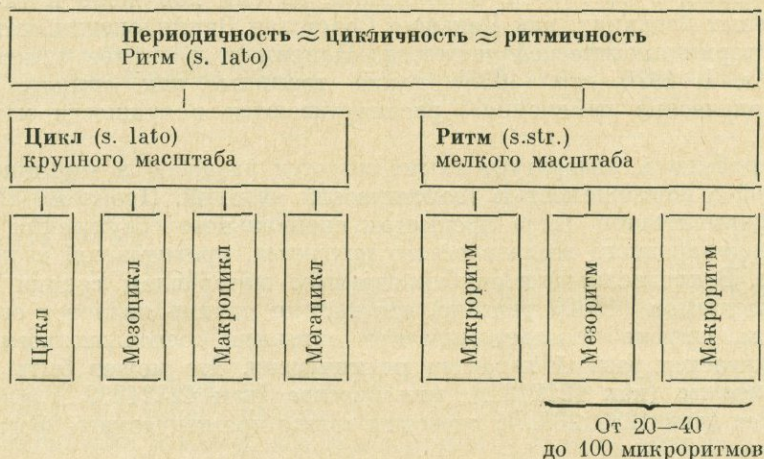 Периодичность ≈ цикличность ≈ ритмичность
Ритм (s. lato)
Цикл (s. lato)
крупного масштаба
Ритм (s.str.)
мелкого масштаба
Цикл
Мезоцикл
Макроцикл
Мегацикл
Микроритм
Мезоритм
Макроритм
От 20—40
до 100 микроритмов